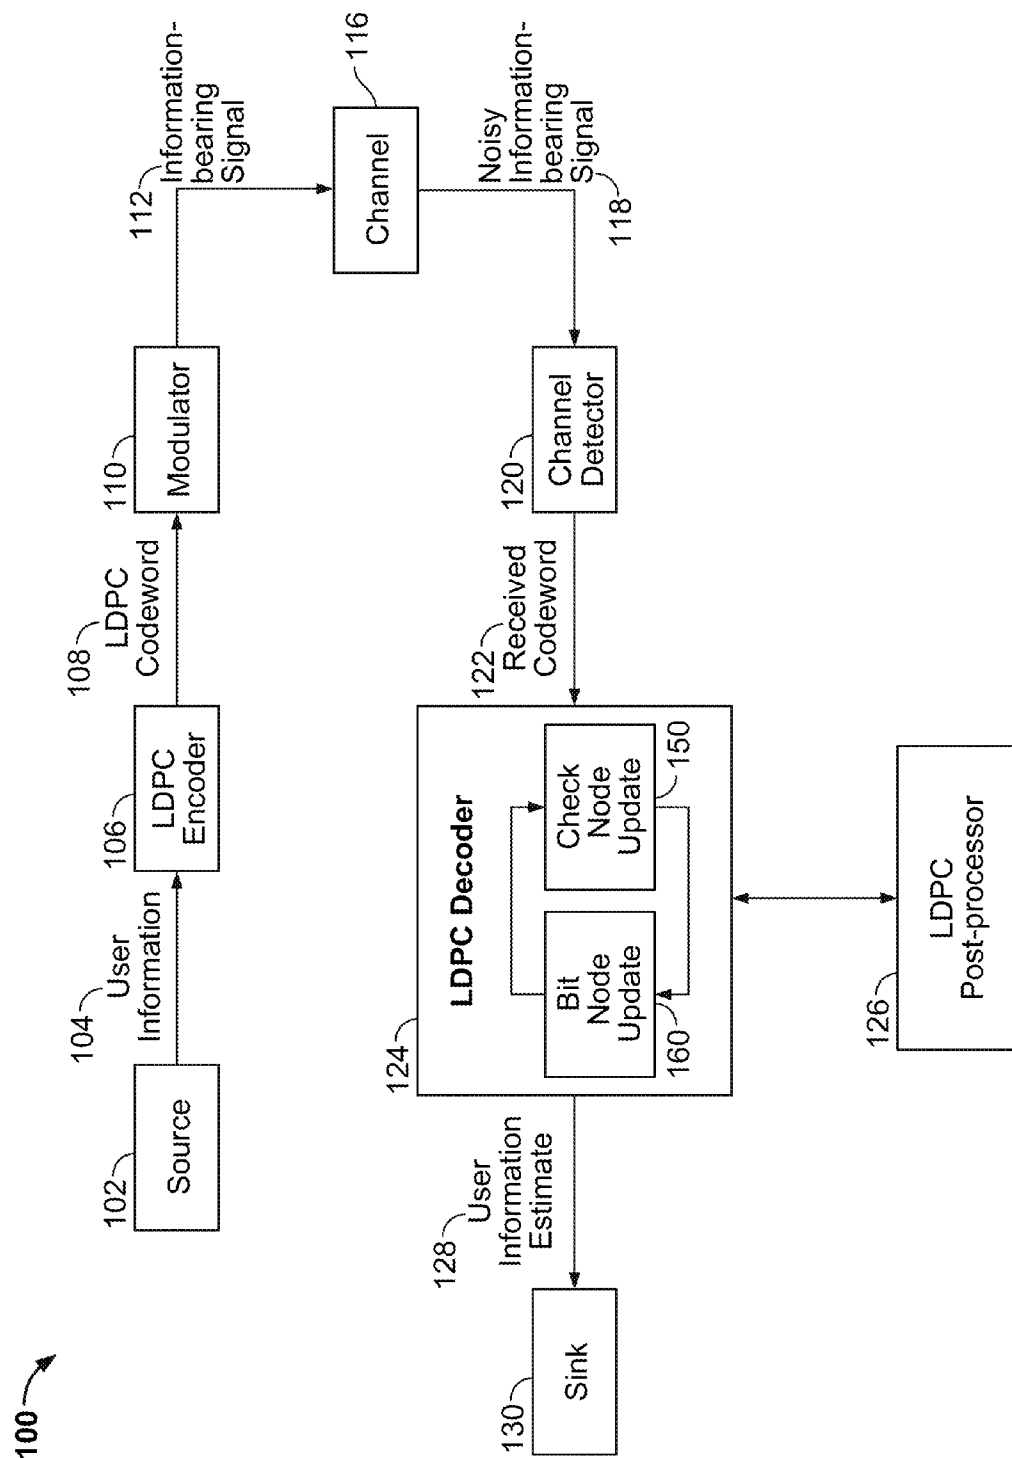 100
102
Source
104
User
Information
106
LDPC
Encoder
108
LDPC
Codeword
110
Modulator
112
Information-
bearing
Signal
116
Channel
Noisy
Information-
bearing
Signal
118
120
Channel
Detector
122
Received
Codeword
124
LDPC Decoder
Bit
Node
Update
160
Check
Node
Update
150
126
LDPC
Post-processor
128
User
Information
Estimate
130
Sink